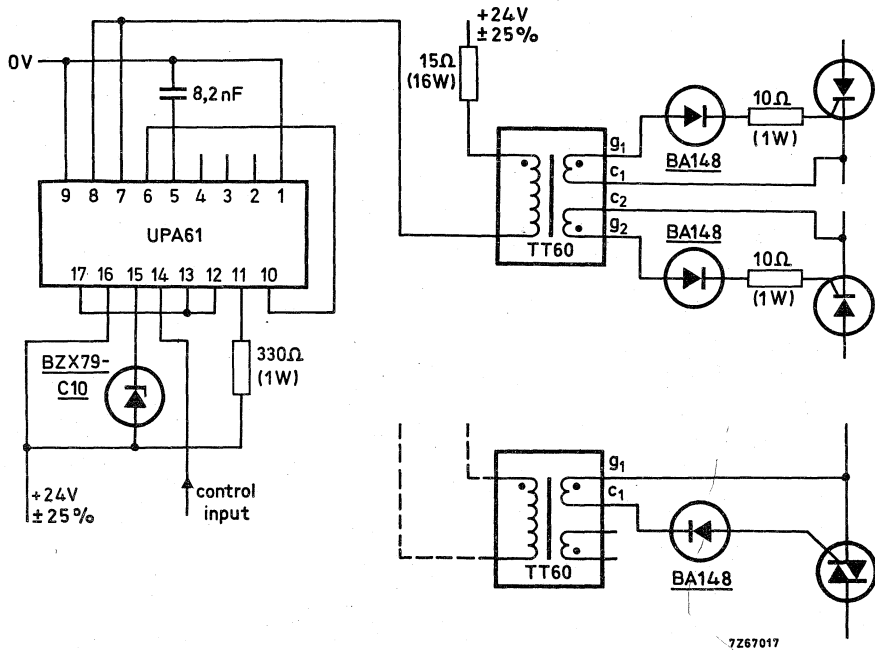 +24V
±25%
0V
8,2nF
15Ω
(16W)
10Ω
(1W)
BA148
g1
c1
c2
g2
TT60
BA148
10Ω
(1W)
9 8 7 6 5 4 3 2 1
UPA61
17 16 15 14 13 12 11 10
BZX79-
C10
330Ω
(1W)
+24V
±25%
control
input
g1
c1
TT60
BA148
7Z67017